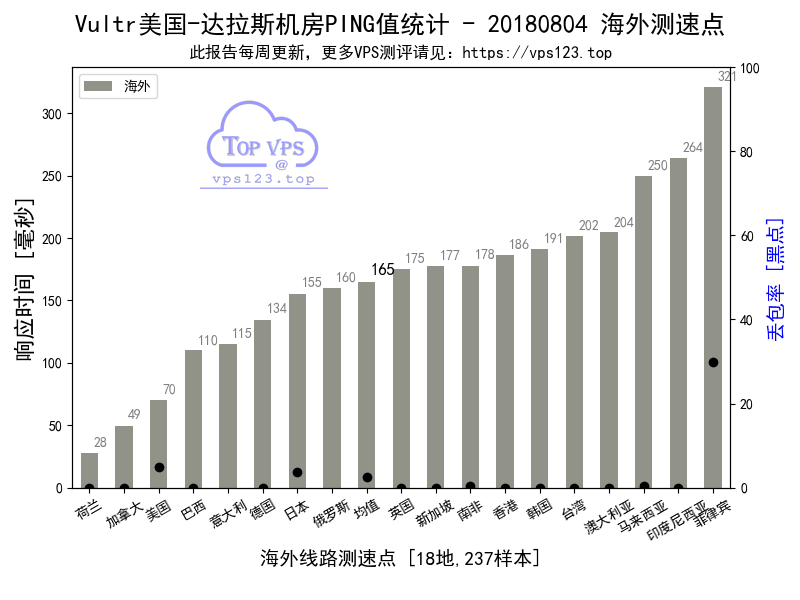 Vultr美国-达拉斯机房PING值统计 - 20180804 海外测速点
此报告每周更新，更多VPS测评请见：https://vps123.top
海外
TOP VPS
@
vps123.top
响应时间 [毫秒]
300
250
200
150
100
50
0
28
49
70
110
115
134
155
160
165
175
177
178
186
191
202
204
250
264
321
100
80
60
40
20
0
丢包率 [黑点]
荷兰
加拿大
美国
巴西
意大利
德国
日本
俄罗斯
均值
英国
新加坡
南非
香港
韩国
台湾
澳大利亚
马来西亚
印度尼西亚
菲律宾
海外线路测速点 [18地,237样本]